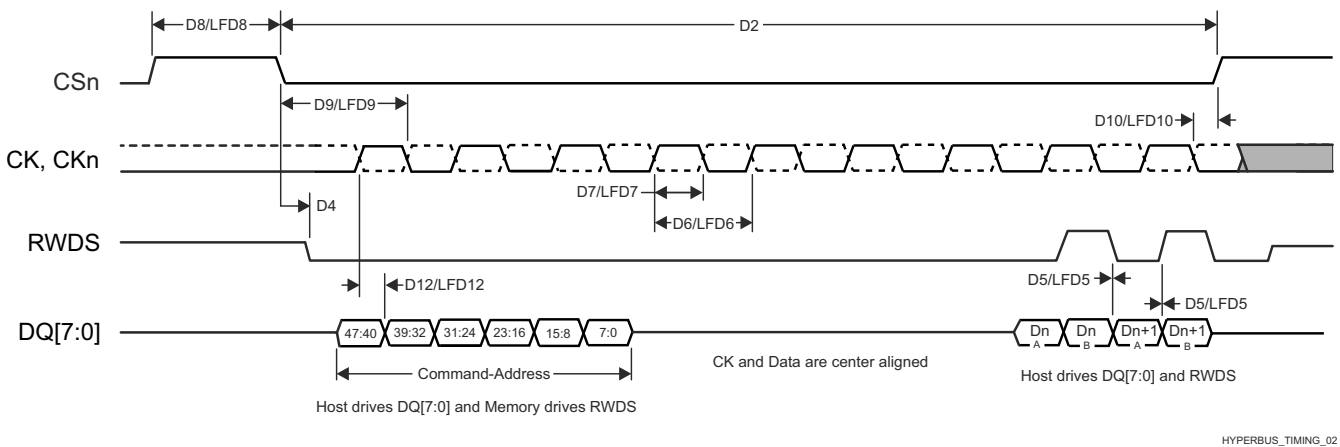 D8/LFD8
D2
CSn
D9/LFD9
D10/LFD10
CK, CKn
D7/LFD7
D4
D6/LFD6
RWDS
D12/LFD12
D5/LFD5
D5/LFD5
DQ[7:0]
47:40 39:32 31:24 23:16 15:8 7:0
Dn A Dn B Dn+1 A Dn+1 B
Command-Address
CK and Data are center aligned
Host drives DQ[7:0] and RWDS
Host drives DQ[7:0] and Memory drives RWDS
HYPERBUS_TIMING_02